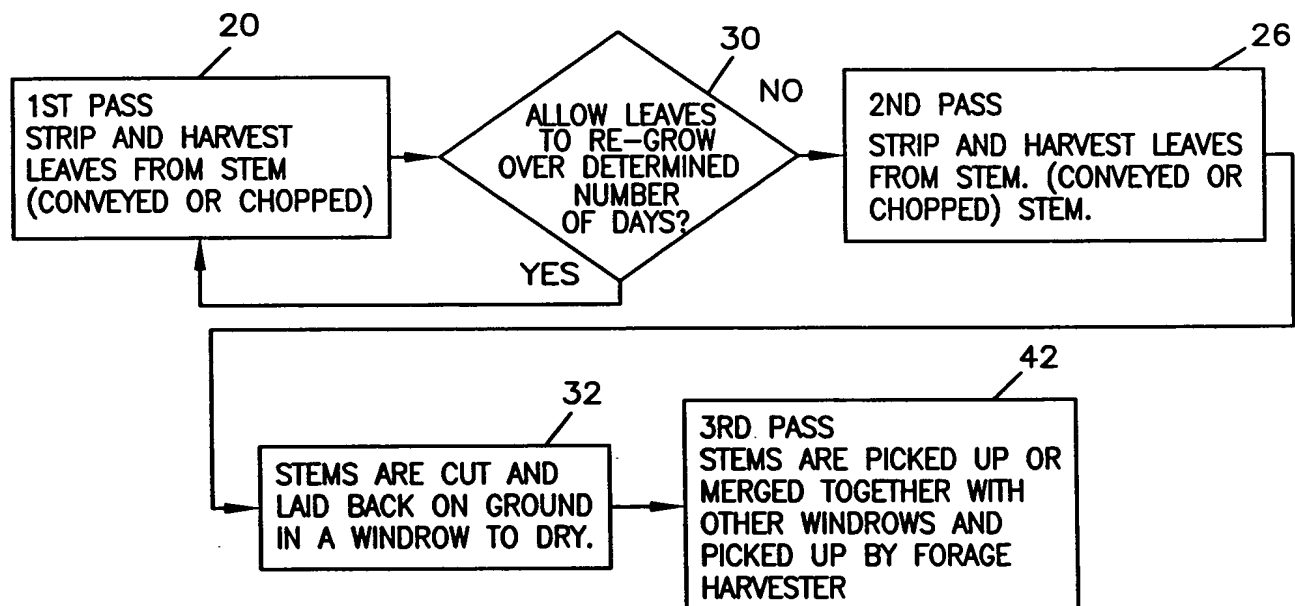 20
1ST PASS
STRIP AND HARVEST
LEAVES FROM STEM
(CONVEYED OR CHOPPED)
30
ALLOW LEAVES
TO RE-GROW
OVER DETERMINED
NUMBER
OF DAYS?
NO
YES
26
2ND PASS
STRIP AND HARVEST LEAVES
FROM STEM. (CONVEYED OR
CHOPPED) STEM.
32
STEMS ARE CUT AND
LAID BACK ON GROUND
IN A WINDROW TO DRY.
42
3RD PASS
STEMS ARE PICKED UP OR
MERGED TOGETHER WITH
OTHER WINDROWS AND
PICKED UP BY FORAGE
HARVESTER